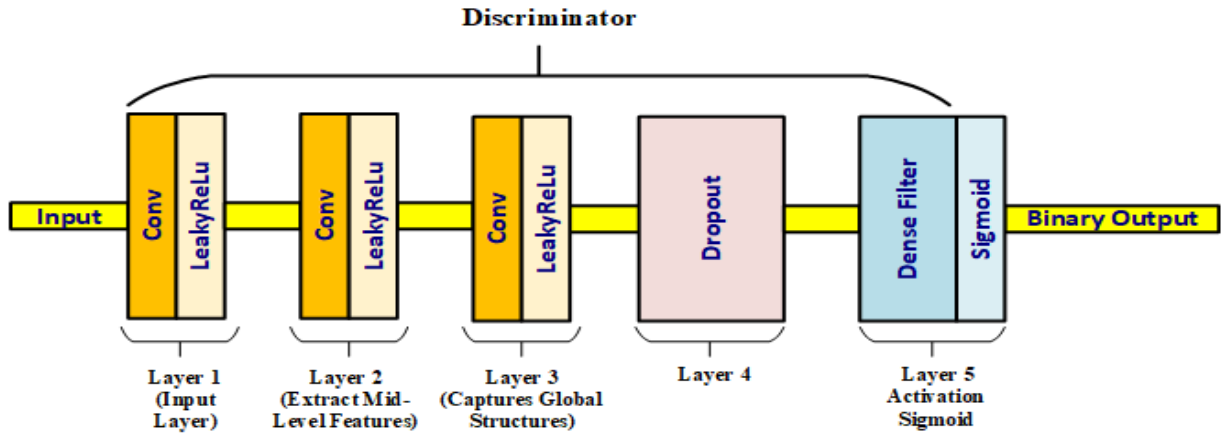 Discriminator
Input
Conv
LeakyReLu
Conv
LeakyReLu
Conv
LeakyReLu
Dropout
Dense Filter
Sigmoid
Binary Output
Layer 1
(Input
Layer)
Layer 2
(Extract Mid-
Level Features)
Layer 3
(Captures Global
Structures)
Layer 4
Layer 5
Activation
Sigmoid